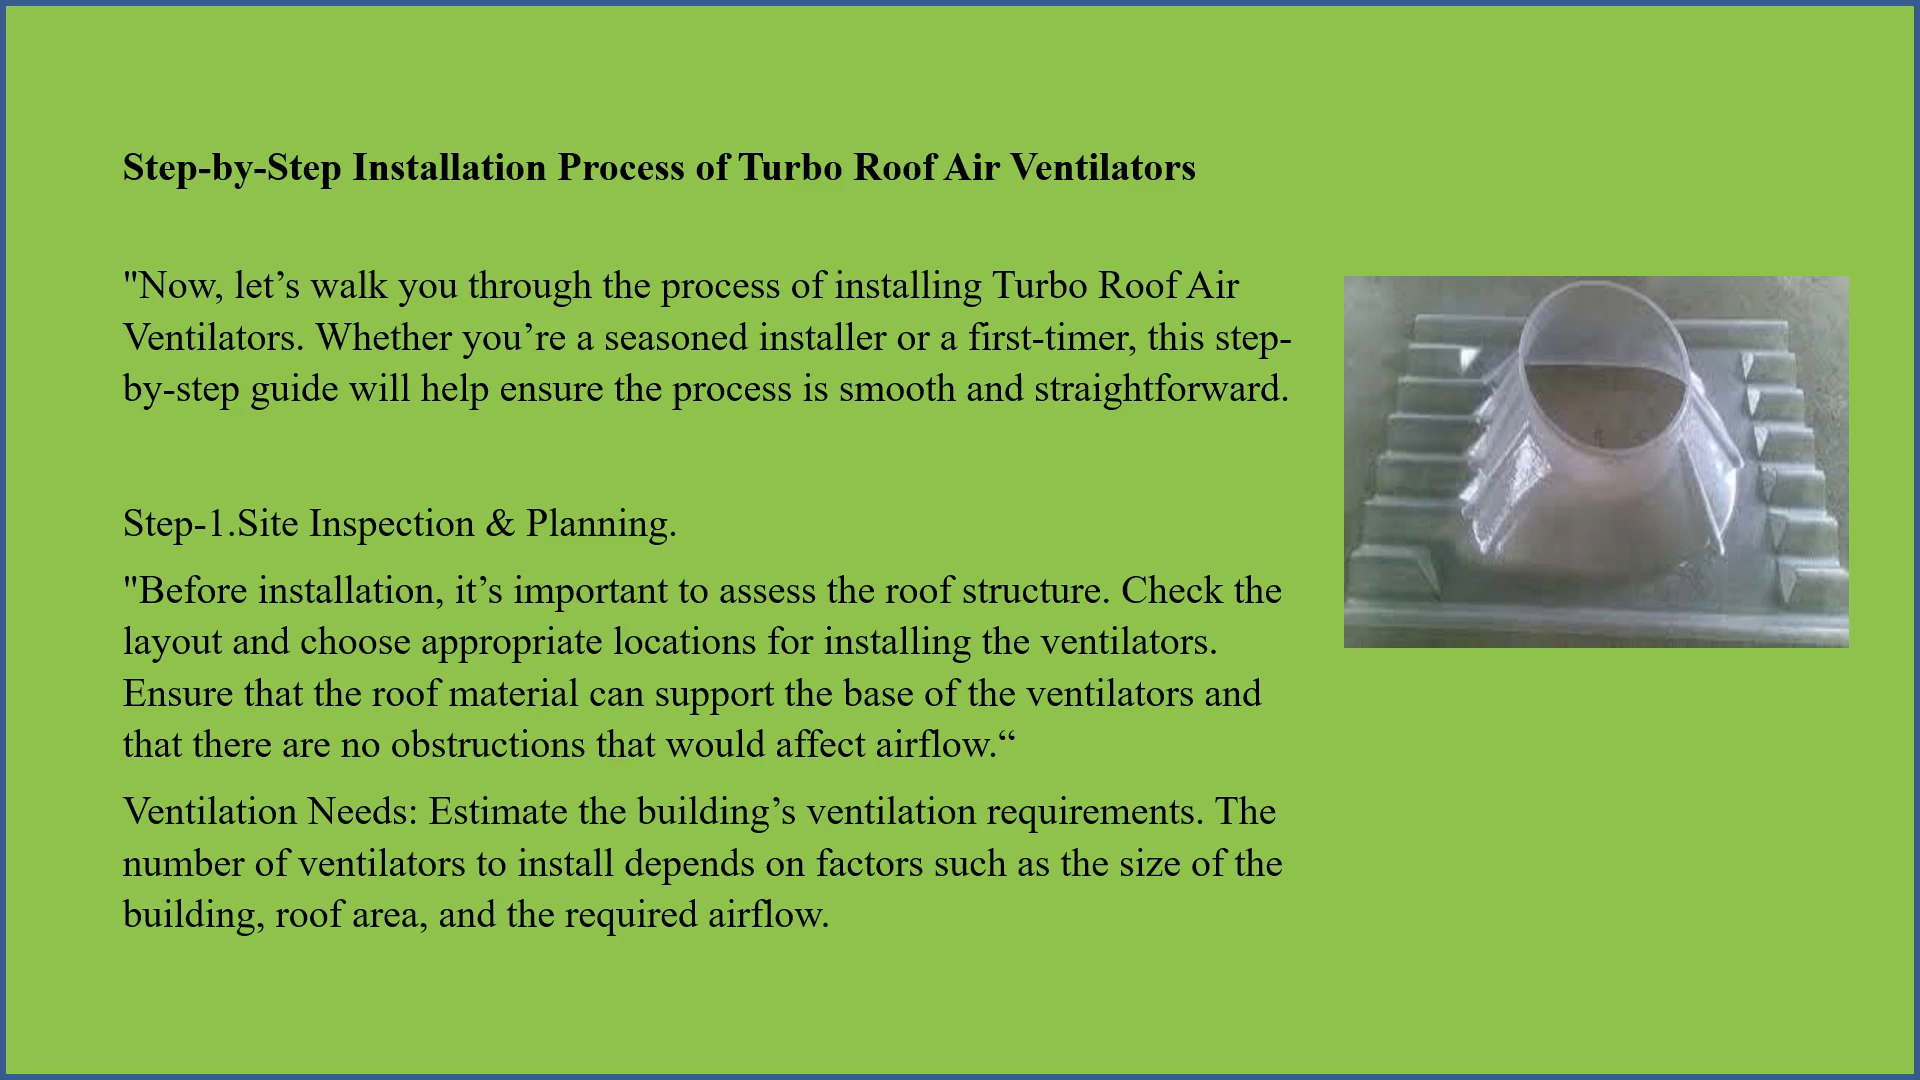 Step-by-Step Installation Process of Turbo Roof Air Ventilators
"Now, let’s walk you through the process of installing Turbo Roof Air
Ventilators. Whether you’re a seasoned installer or a first-timer, this step-
by-step guide will help ensure the process is smooth and straightforward.
Step-1.Site Inspection & Planning.
"Before installation, it’s important to assess the roof structure. Check the
layout and choose appropriate locations for installing the ventilators.
Ensure that the roof material can support the base of the ventilators and
that there are no obstructions that would affect airflow.“
Ventilation Needs: Estimate the building’s ventilation requirements. The
number of ventilators to install depends on factors such as the size of the
building, roof area, and the required airflow.